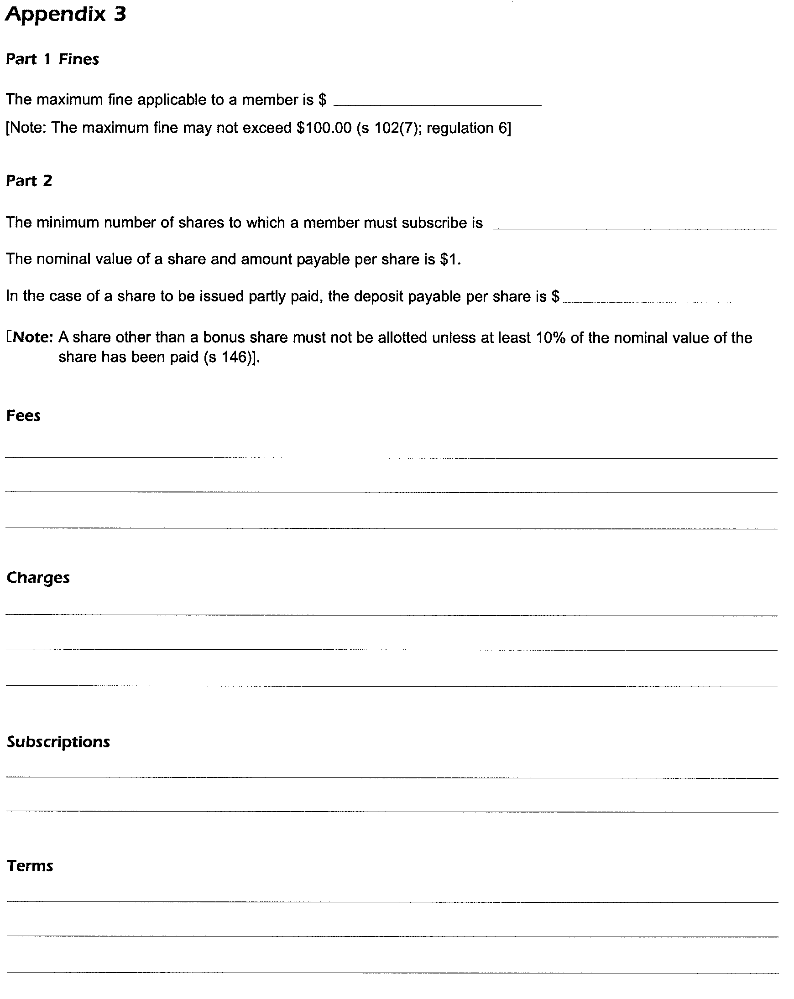 Appendix 3
Part 1 Fines
The maximum fine applicable to a member is $
[Note: The maximum fine may not exceed $100.00 (s 102(7); regulation 6]
Part 2
The minimum number of shares to which a member must subscribe is
The nominal value of a share and amount payable per share is $1.
In the case of a share to be issued partly paid, the deposit payable per share is $
[Note: A share other than a bonus share must not be allotted unless at least 10% of the nominal value of the
share has been paid (s 146)].
Fees
Charges
Subscriptions
Terms